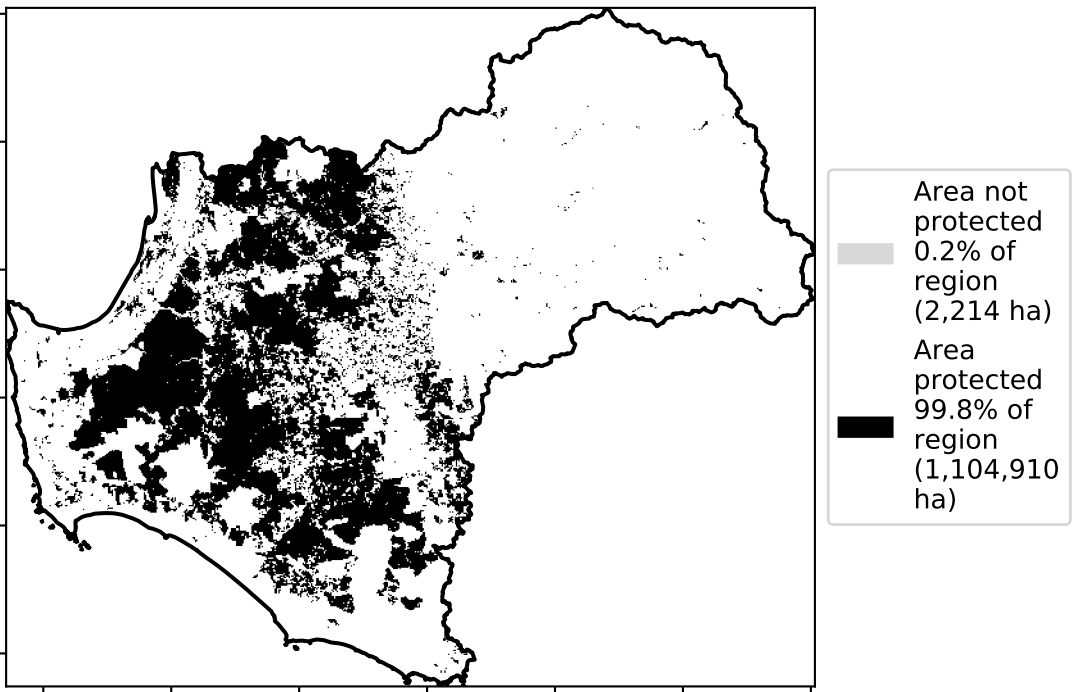 Area not
protected
0.2% of
region
(2,214 ha)
Area
protected
99.8% of
region
(1,104,910
ha)